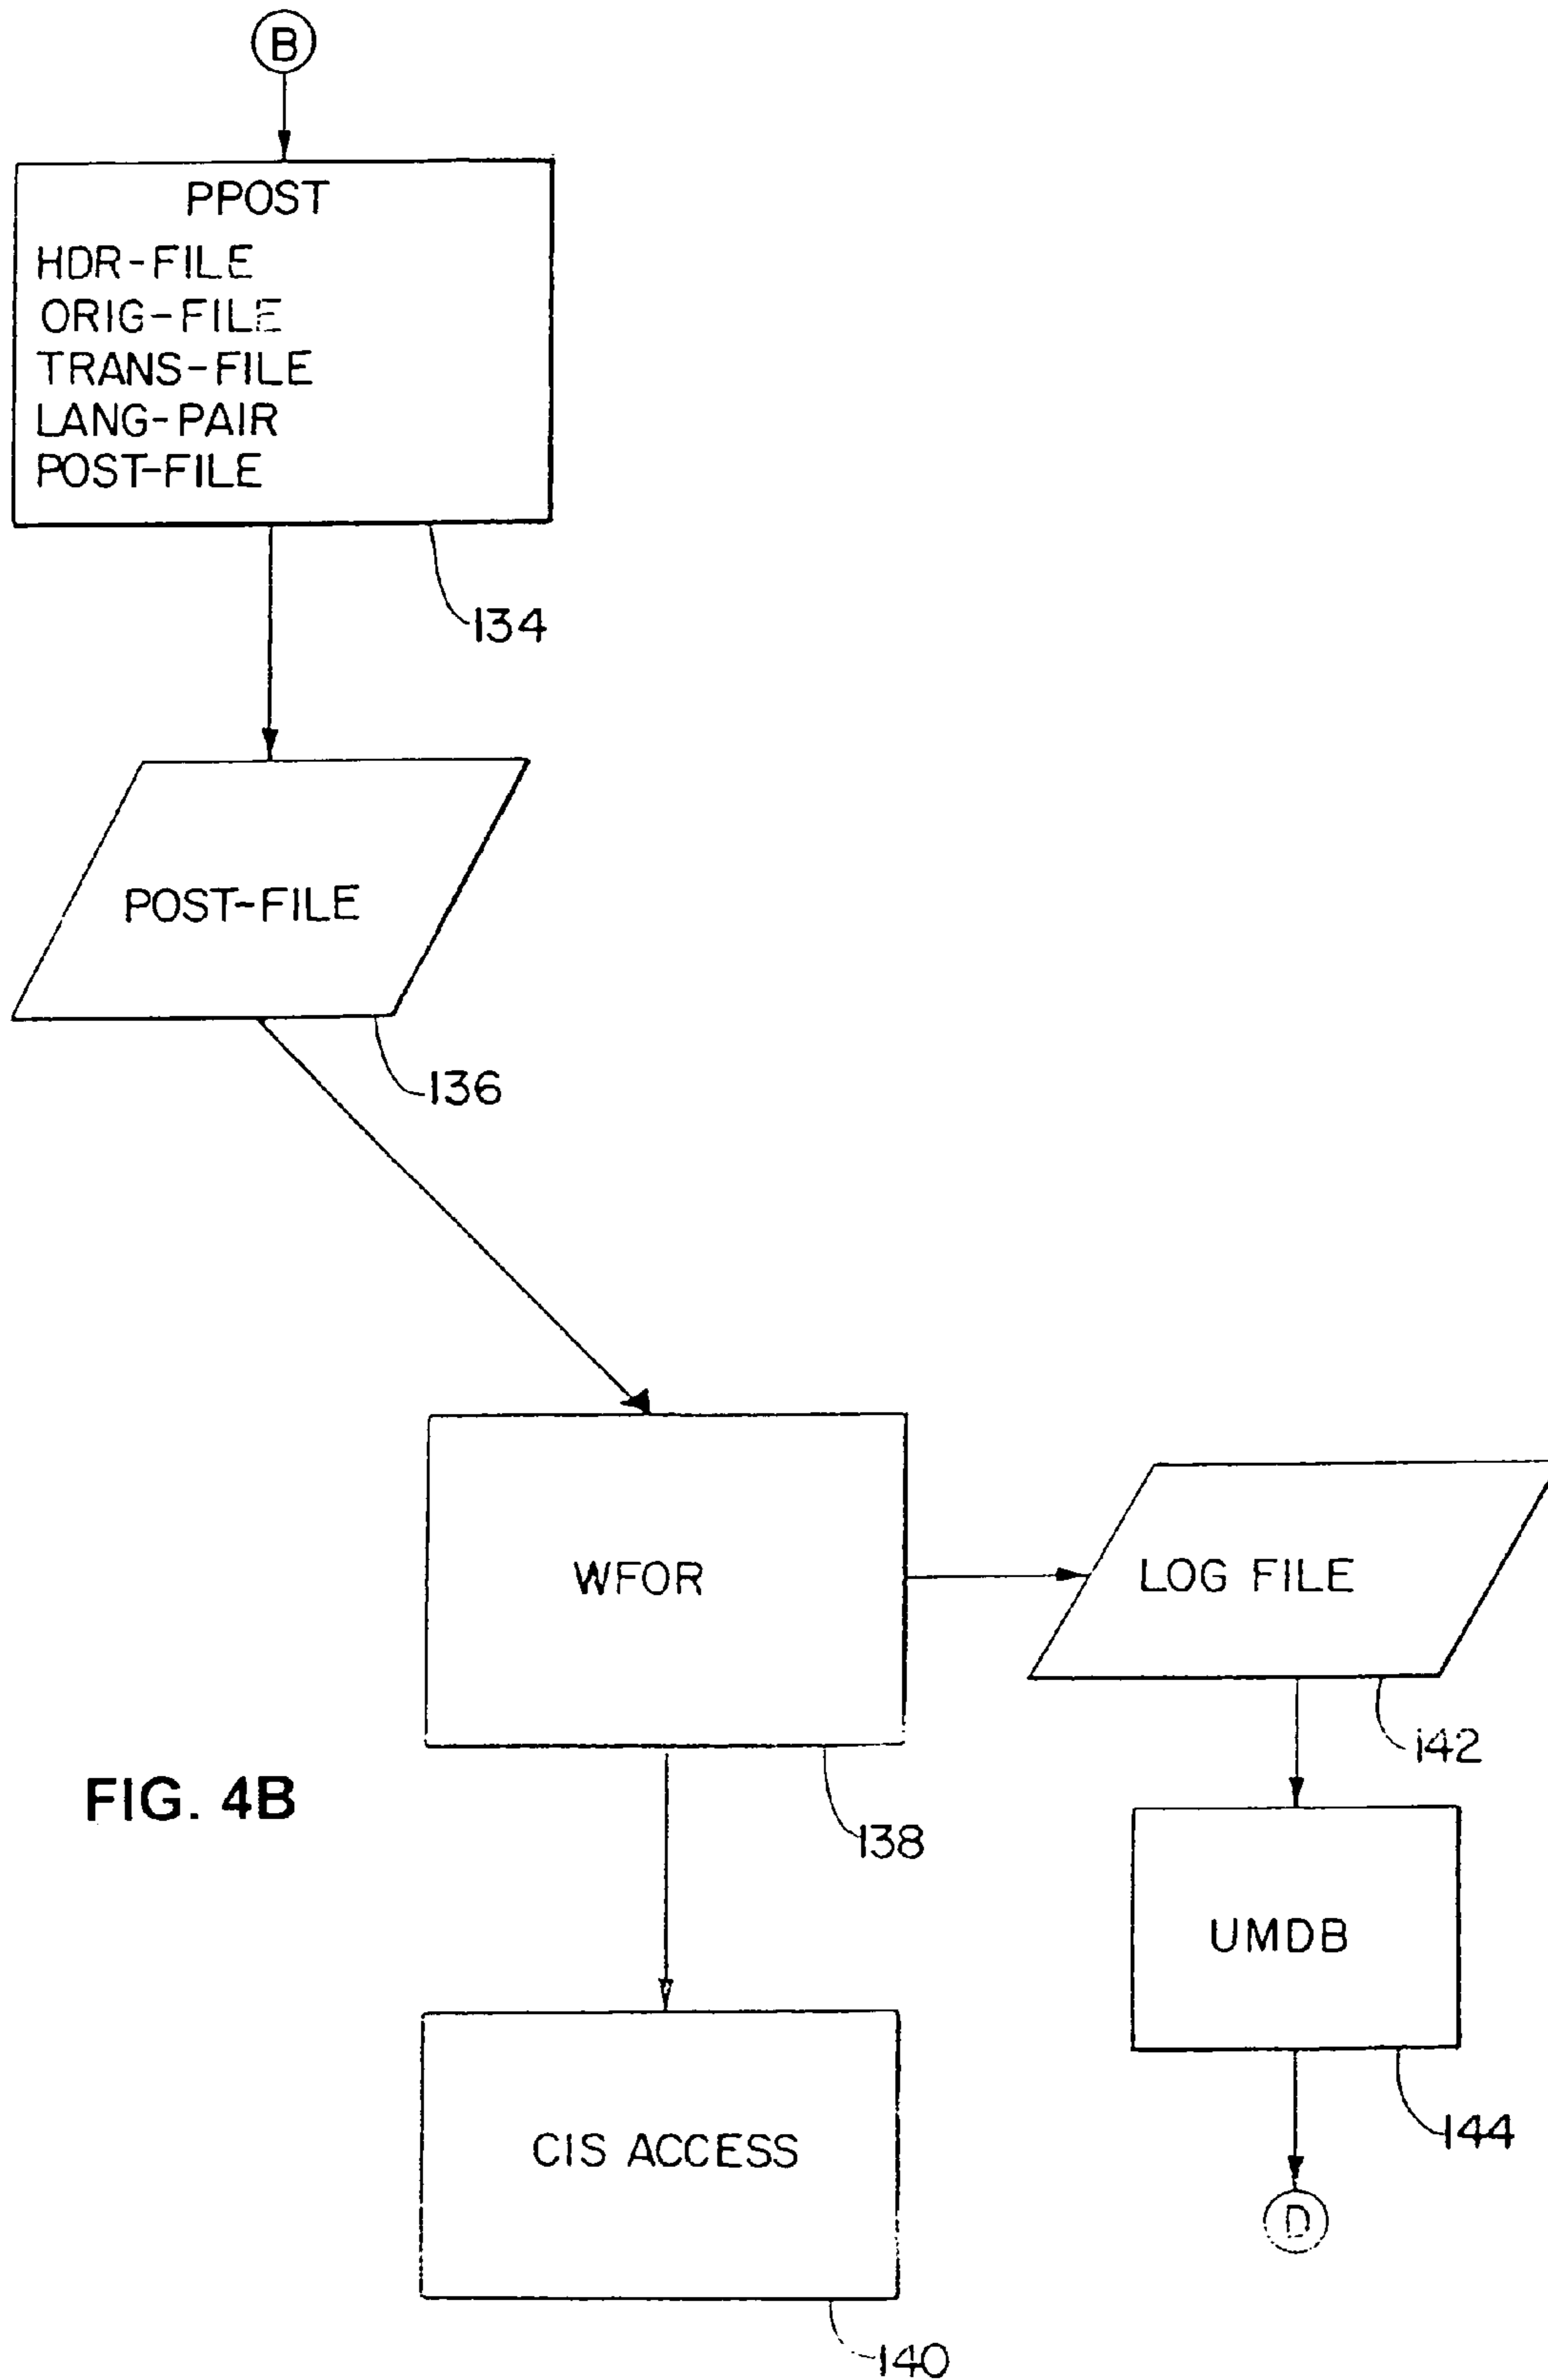 B
PPOST
HDR-FILE
ORIG-FILE
TRANS-FILE
LANG-PAIR
POST-FILE
134
POST-FILE
136
WFOR
LOG FILE
142
FIG. 4B
138
UMDB
CIS ACCESS
144
D
140